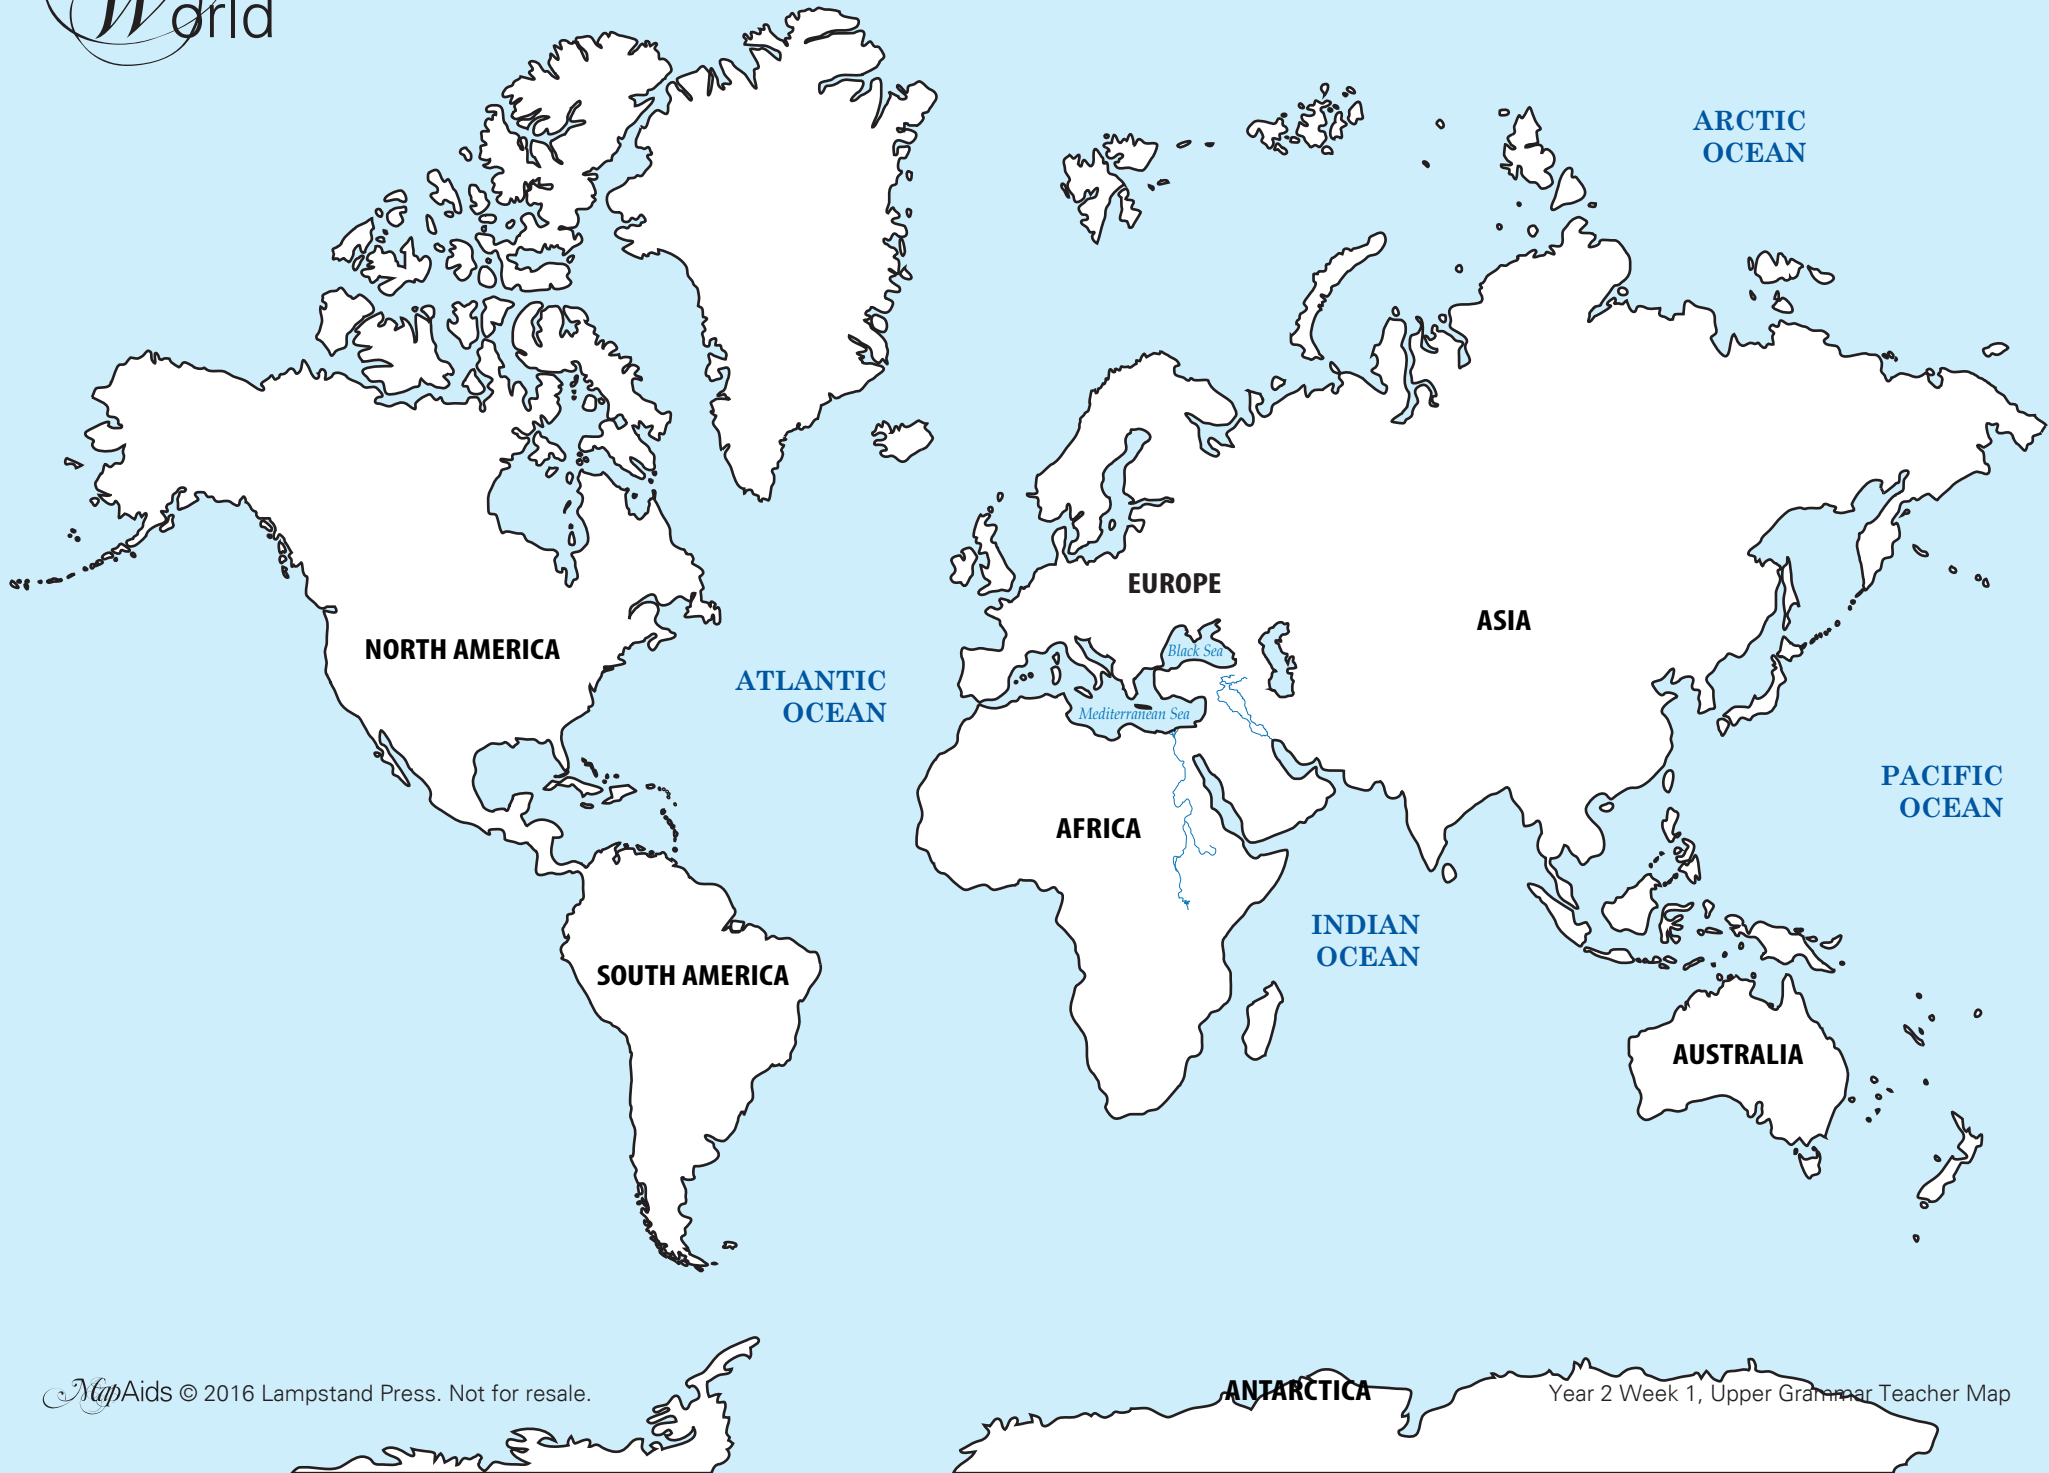 World
ARCTIC
OCEAN
EUROPE
ASIA
NORTH AMERICA
Black Sea
ATLANTIC
OCEAN
Mediterranean Sea
PACIFIC
OCEAN
AFRICA
INDIAN
OCEAN
SOUTH AMERICA
AUSTRALIA
ANTARCTICA
MapAids © 2016 Lampstand Press. Not for resale.
Year 2 Week 1, Upper Grammar Teacher Map